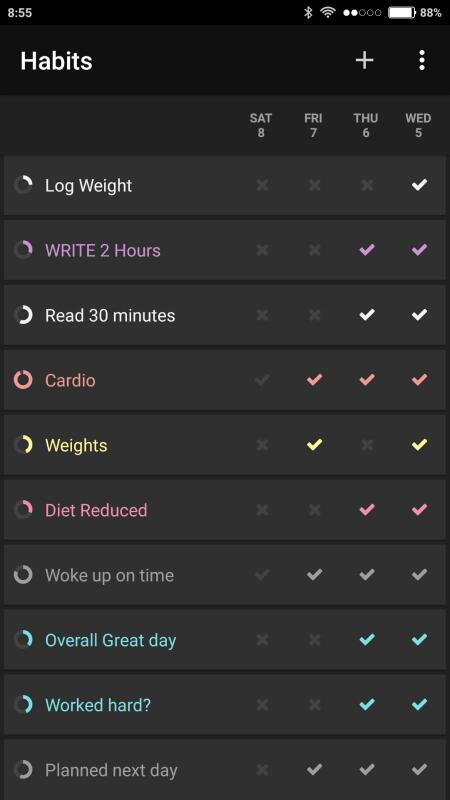 8:55 88%
Habits
SAT FRI THU WED
8 7 6 5
Log Weight
WRITE 2 Hours
Read 30 minutes
Cardio
Weights
Diet Reduced
Woke up on time
Overall Great day
Worked hard?
Planned next day